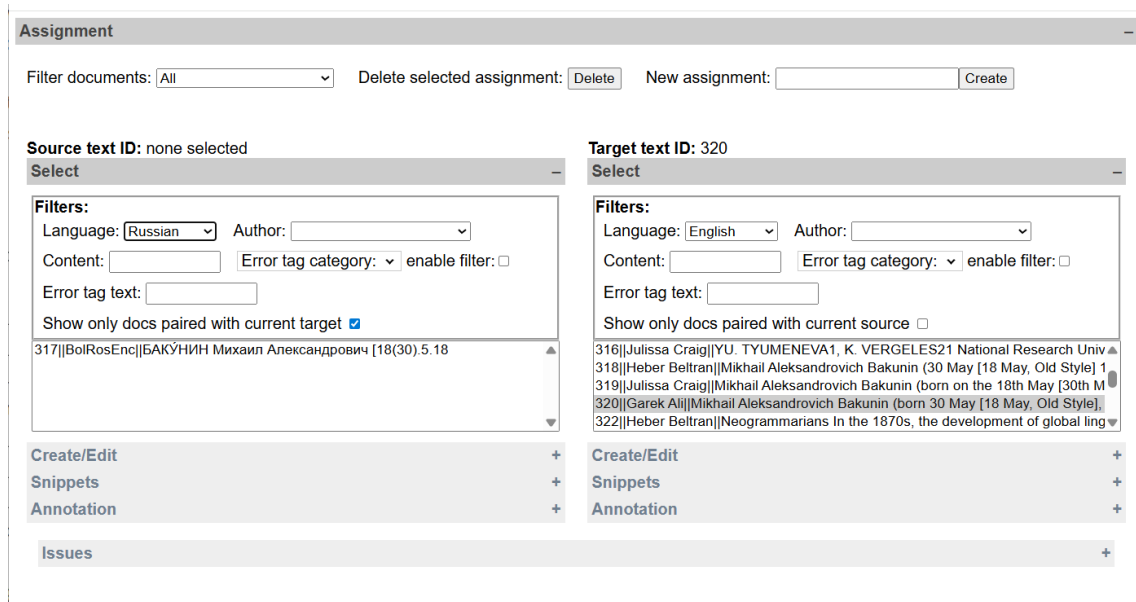 Assignment –
Filter documents: All Delete selected assignment: Delete New assignment: Create
Source text ID: none selected
Select –
Filters:
Language: Russian Author:
Content: Error tag category: enable filter:
Error tag text:
Show only docs paired with current target
317||BolRosEnc||БАКУ́НИН Михаил Александрович [18(30).5.18
Create/Edit +
Snippets +
Annotation +
Target text ID: 320
Select –
Filters:
Language: English Author:
Content: Error tag category: enable filter:
Error tag text:
Show only docs paired with current source
316||Julissa Craig||YU. TYUMENEVA1, K. VERGELES21 National Research Univ
318||Heber Beltran||Mikhail Aleksandrovich Bakunin (30 May [18 May, Old Style] 1
319||Julissa Craig||Mikhail Aleksandrovich Bakunin (born on the 18th May [30th M
320||Garek Ali||Mikhail Aleksandrovich Bakunin (born 30 May [18 May, Old Style],
322||Heber Beltran||Neogrammarians In the 1870s, the development of global ling
Create/Edit +
Snippets +
Annotation +
Issues +